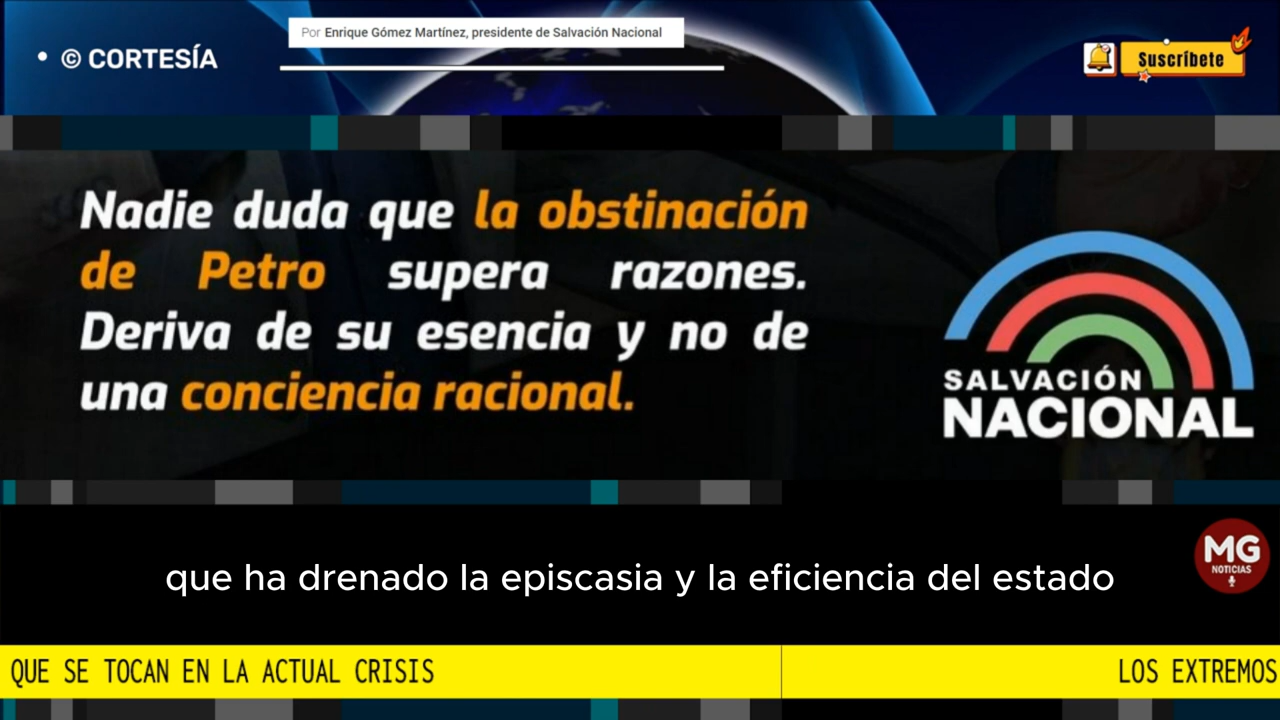 Por Enrique Gómez Martínez, presidente de Salvación Nacional
• © CORTESÍA
Suscríbete
Nadie duda que la obstinación
de Petro supera razones.
Deriva de su esencia y no de
una conciencia racional.
SALVACIÓN
NACIONAL
que ha drenado la episcasia y la eficiencia del estado
MG
NOTICIAS
QUE SE TOCAN EN LA ACTUAL CRISIS
LOS EXTREMOS